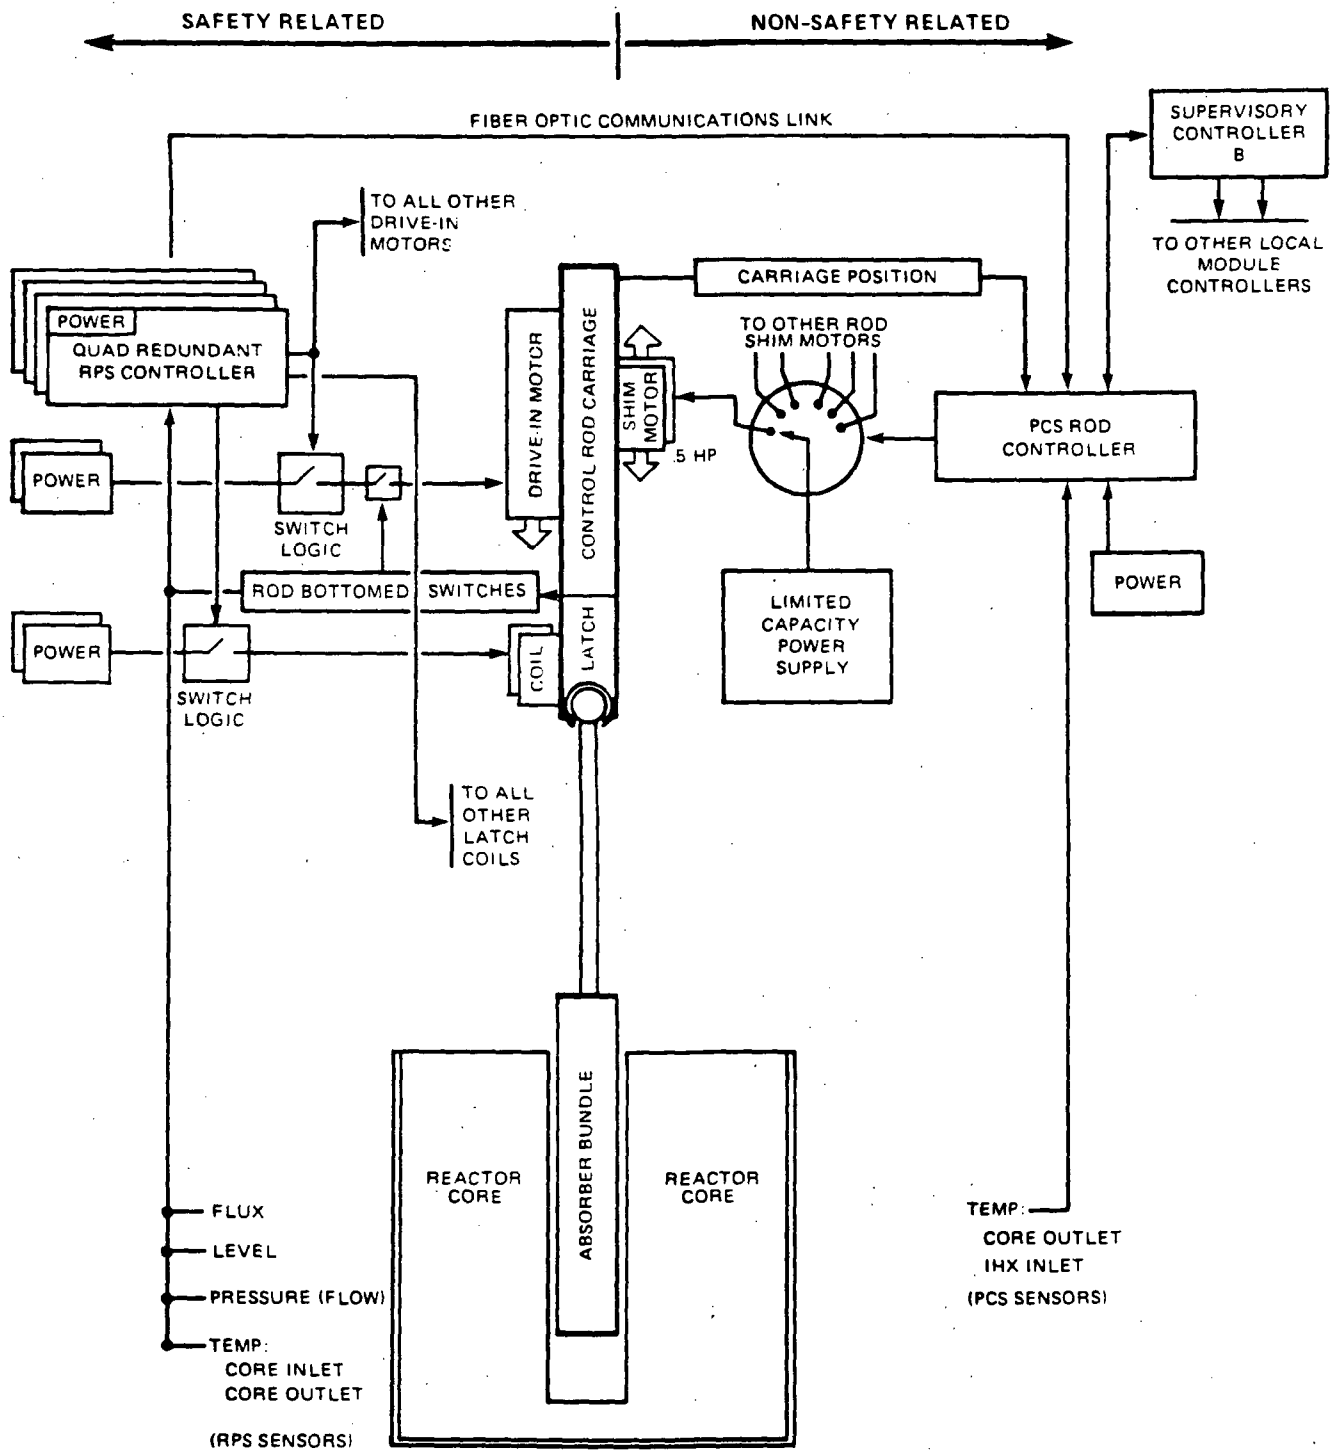 SAFETY RELATED
NON-SAFETY RELATED
FIBER OPTIC COMMUNICATIONS LINK
SUPERVISORY
CONTROLLER
B
TO ALL OTHER
DRIVE-IN
MOTORS
TO OTHER LOCAL
MODULE
CONTROLLERS
CARRIAGE POSITION
POWER
QUAD REDUNDANT
RPS CONTROLLER
DRIVE-IN MOTOR
CONTROL ROD CARRIAGE
SHIM
MOTOR
.5 HP
TO OTHER ROD
SHIM MOTORS
PCS ROD
CONTROLLER
POWER
SWITCH
LOGIC
ROD BOTTOMED SWITCHES
POWER
SWITCH
LOGIC
COIL
LATCH
LIMITED
CAPACITY
POWER
SUPPLY
POWER
TO ALL
OTHER
LATCH
COILS
ABSORBER BUNDLE
REACTOR
CORE
REACTOR
CORE
FLUX
LEVEL
PRESSURE (FLOW)
TEMP:
CORE INLET
CORE OUTLET
(RPS SENSORS)
TEMP:
CORE OUTLET
IHX INLET
(PCS SENSORS)